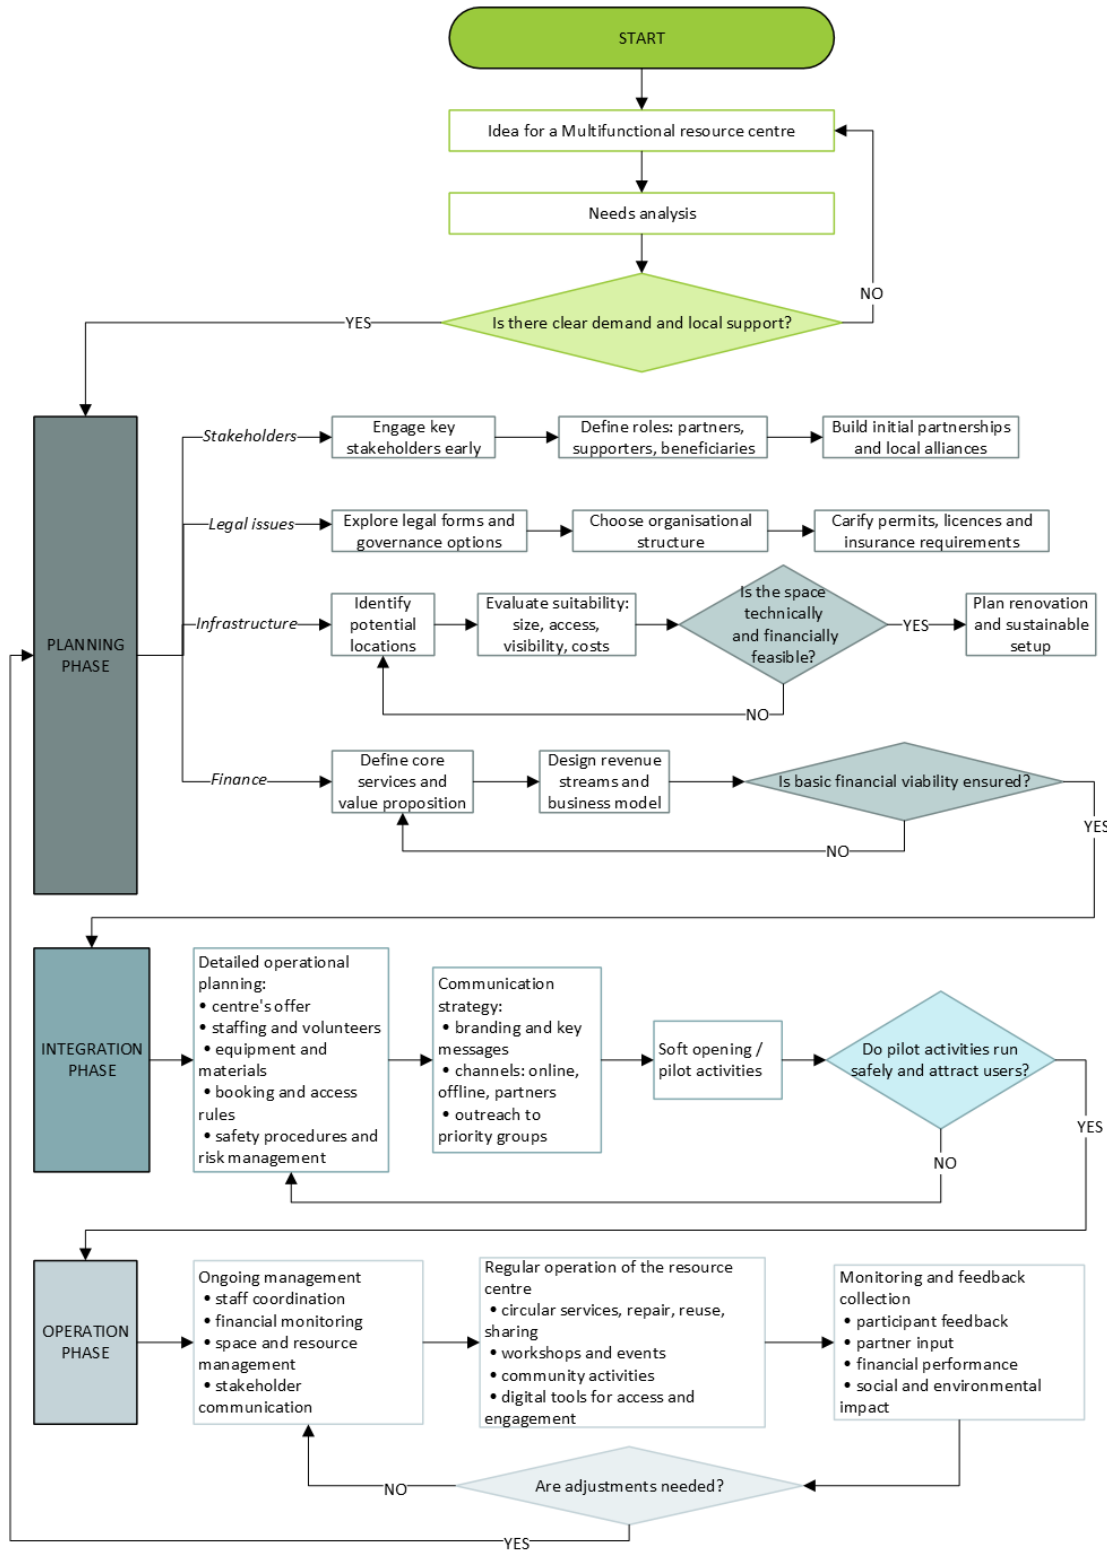 START
Idea for a Multifunctional resource centre
Needs analysis
Is there clear demand and local support?
NO
YES
PLANNING
PHASE
Stakeholders
Engage key
stakeholders early
Define roles: partners,
supporters, beneficiaries
Build initial partnerships
and local alliances
Legal issues
Explore legal forms and
governance options
Choose organisational
structure
Carify permits, licences and
insurance requirements
Infrastructure
Identify
potential
locations
Evaluate suitability:
size, access,
visibility, costs
Is the space
technically
and financially
feasible?
YES
Plan renovation
and sustainable
setup
NO
Finance
Define core
services and
value proposition
Design revenue
streams and
business model
Is basic financial viability ensured?
YES
NO
INTEGRATION
PHASE
Detailed operational
planning:
• centre's offer
• staffing and volunteers
• equipment and
materials
• booking and access
rules
• safety procedures and
risk management
Communication
strategy:
• branding and key
messages
• channels: online,
offline, partners
• outreach to
priority groups
Soft opening /
pilot activities
Do pilot activities run
safely and attract users?
YES
NO
OPERATION
PHASE
Ongoing management
• staff coordination
• financial monitoring
• space and resource
management
• stakeholder
communication
Regular operation of the resource
centre
• circular services, repair, reuse,
sharing
• workshops and events
• community activities
• digital tools for access and
engagement
Monitoring and feedback
collection
• participant feedback
• partner input
• financial performance
• social and environmental
impact
Are adjustments needed?
NO
YES